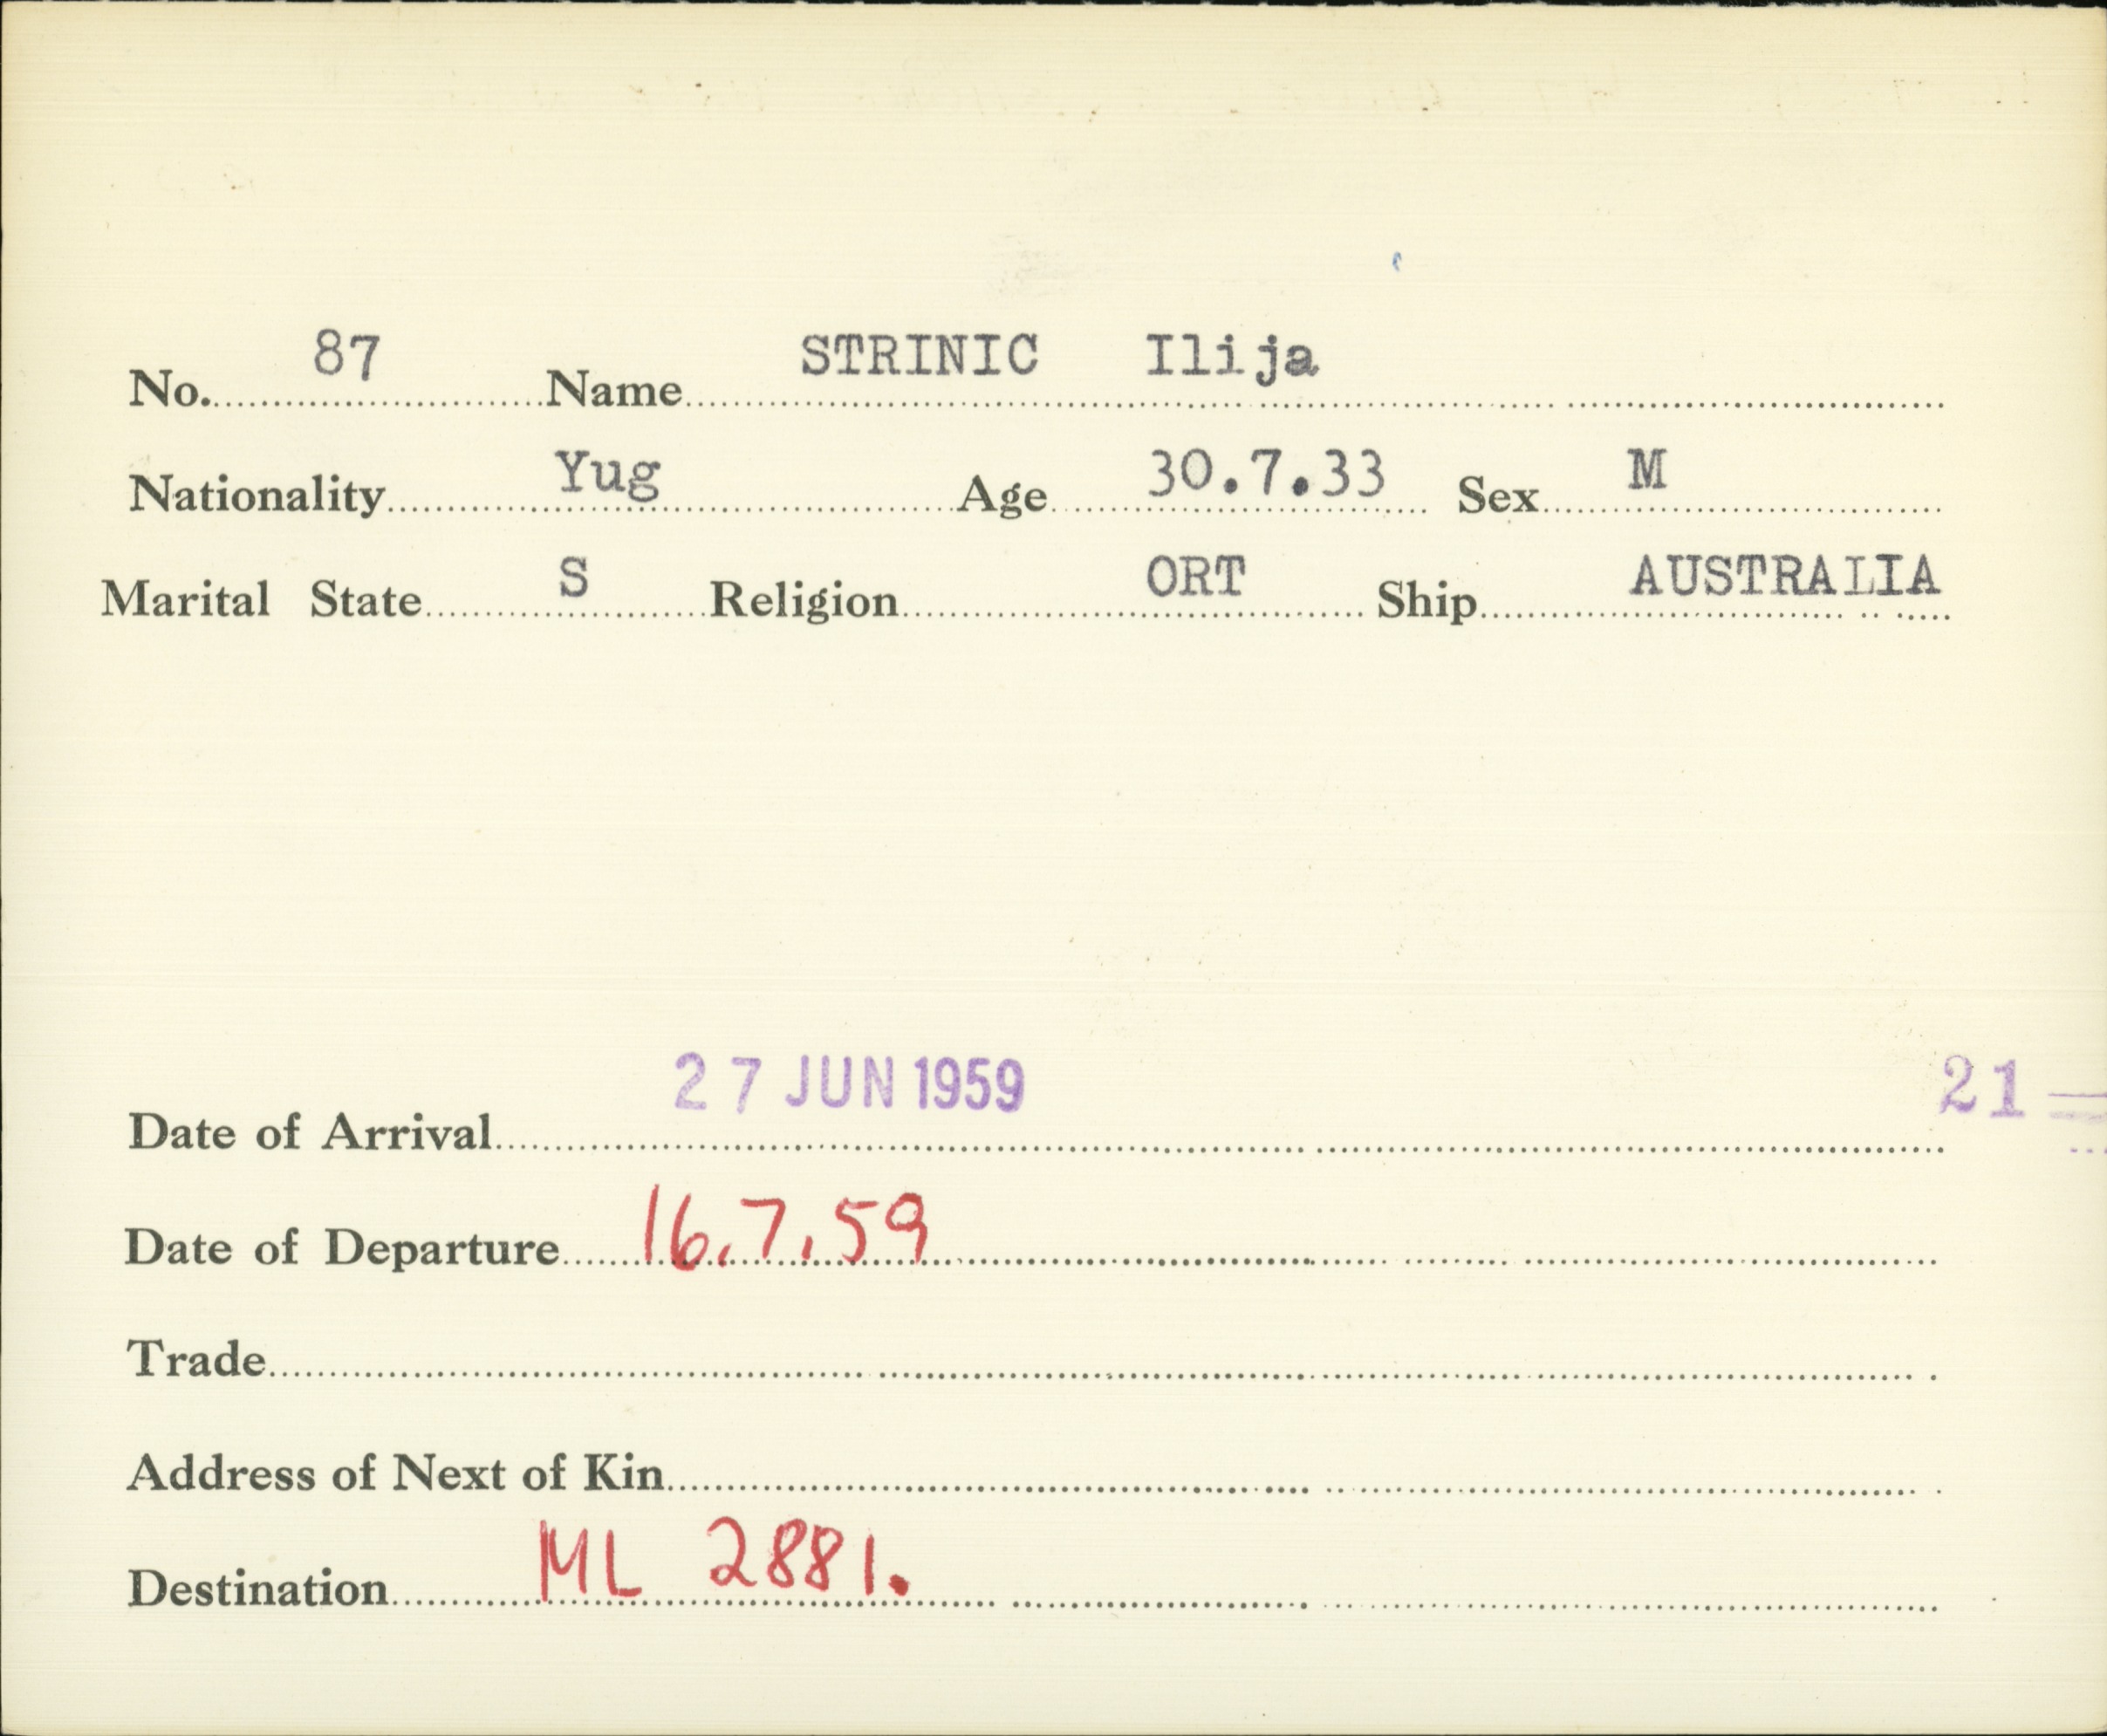 No. 87 Name STRINIC Ilija
Nationality Yug Age 30.7.33 Sex M
Marital State S Religion ORT Ship AUSTRALIA
27 JUN 1959 21
Date of Arrival
Date of Departure 16.7.59
Trade
Address of Next of Kin
Destination ML 2881.